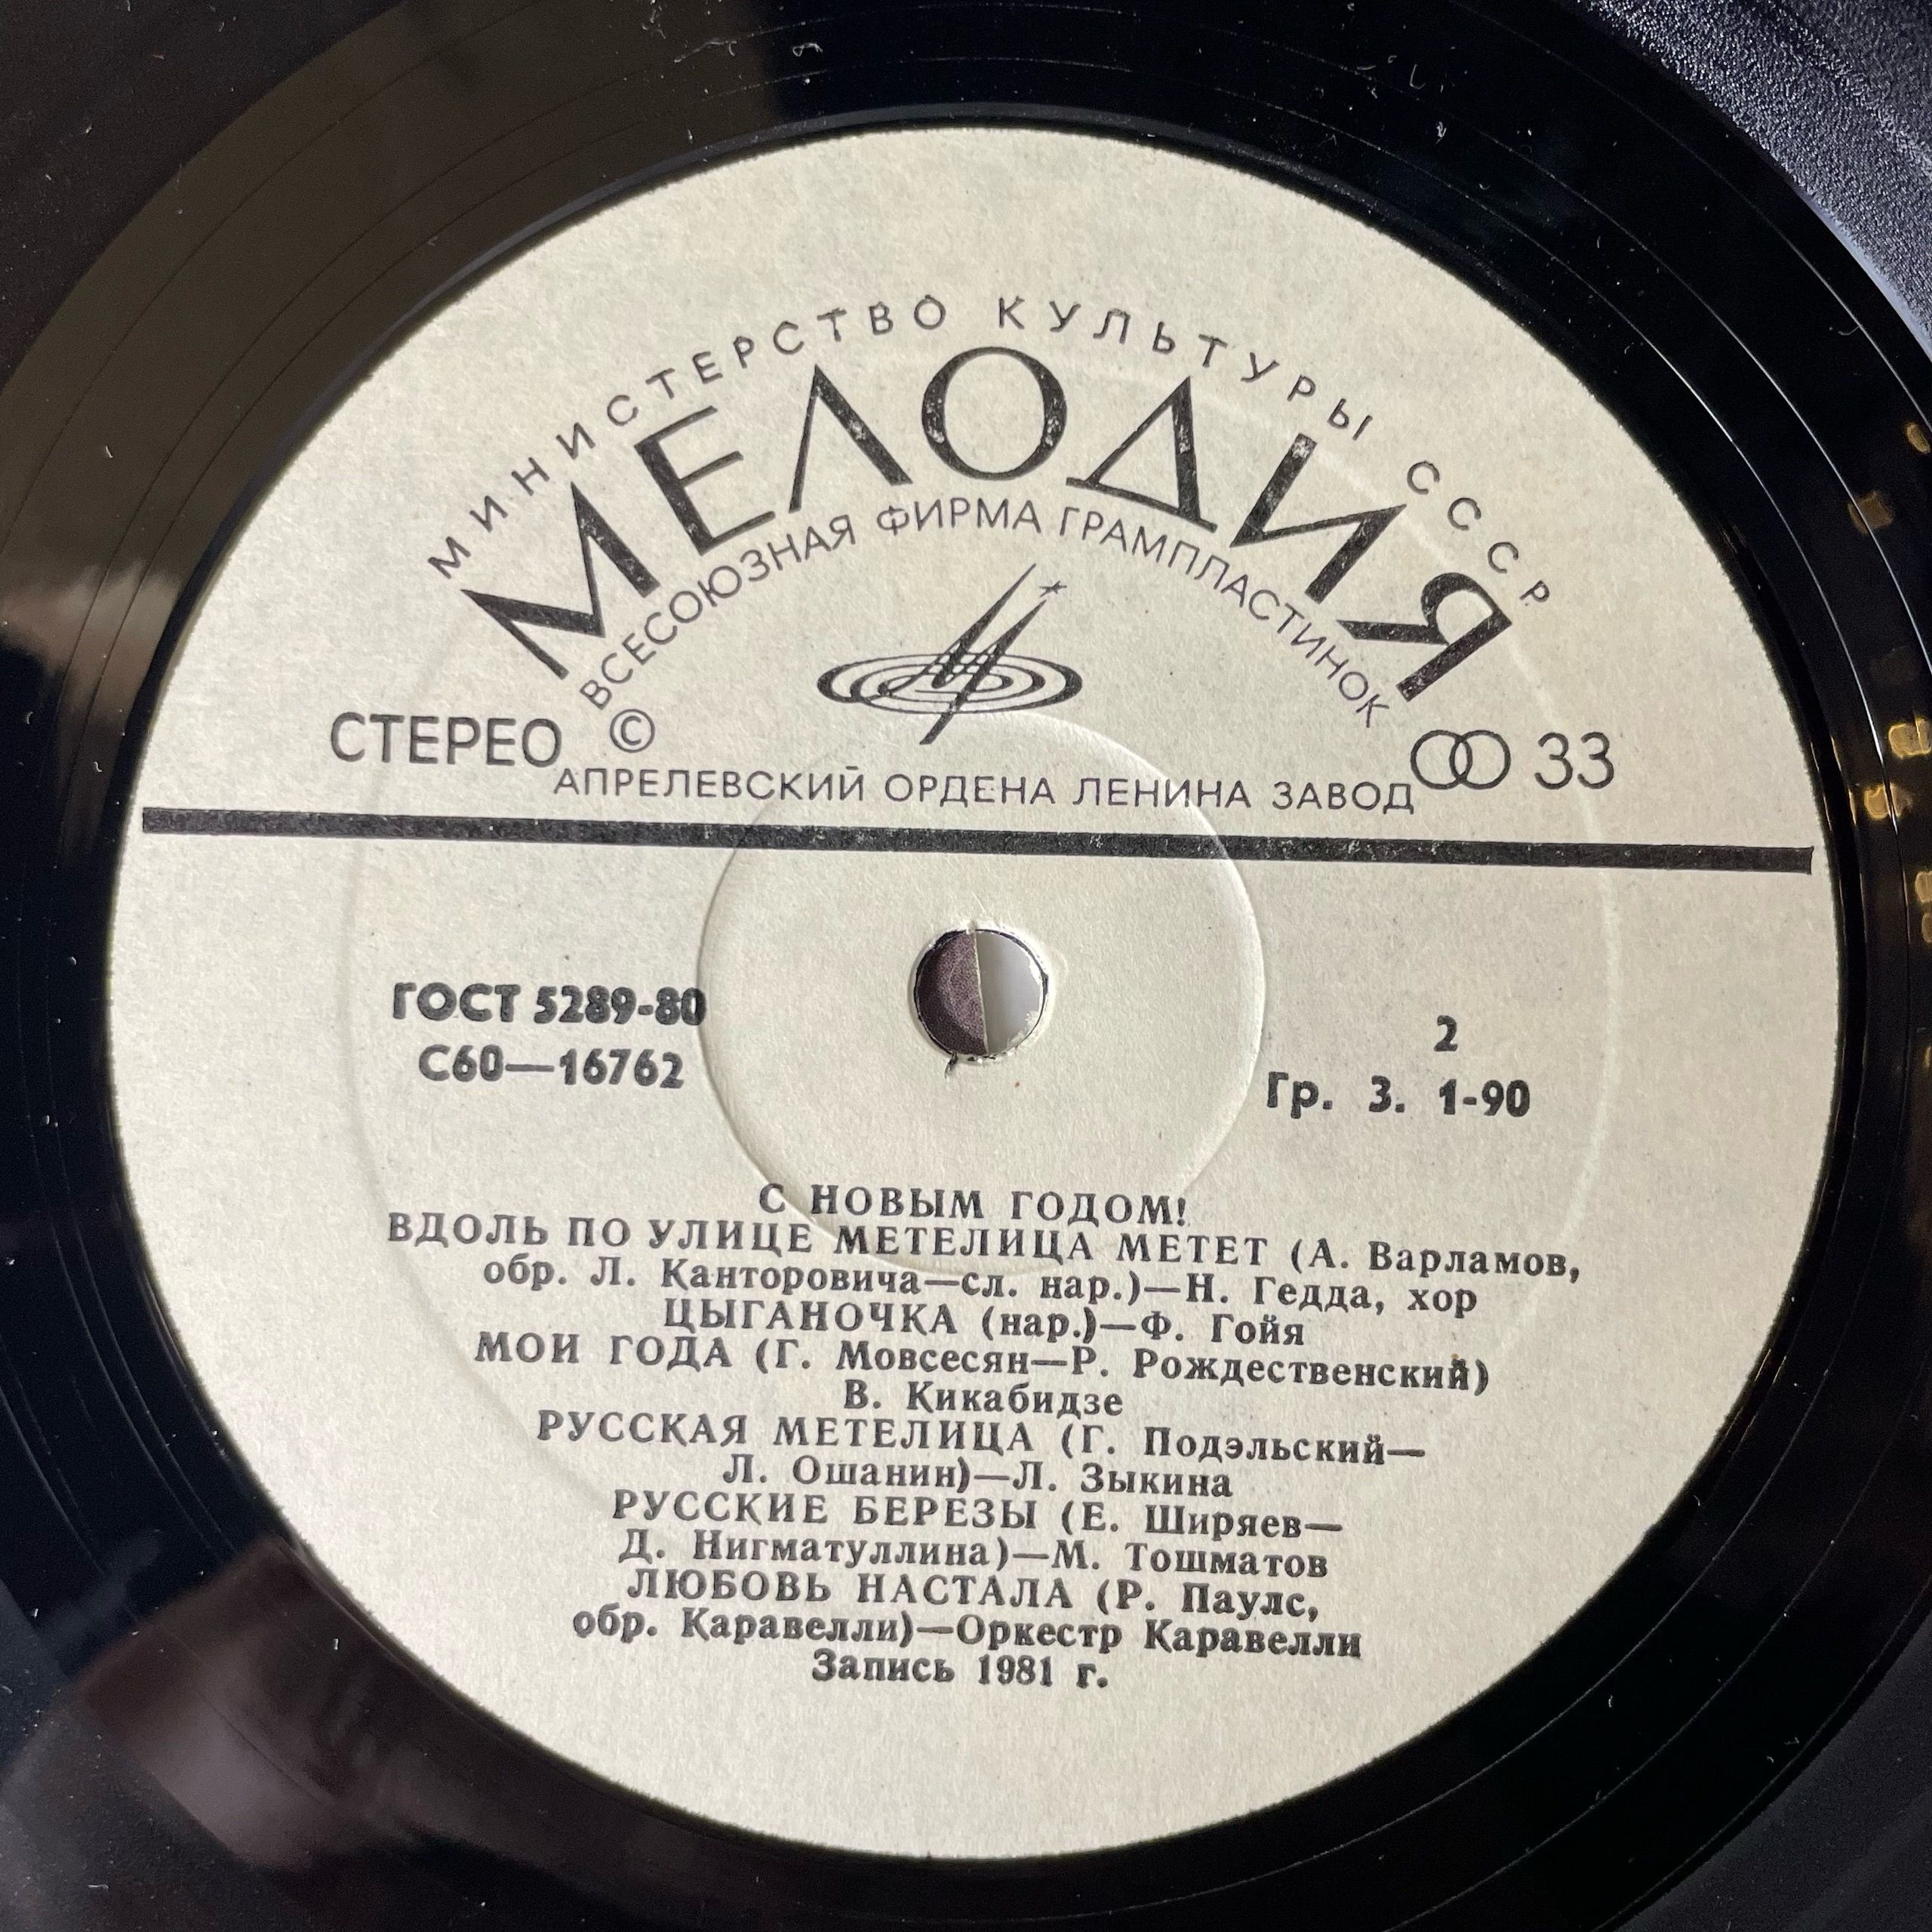 МИНИСТЕРСТВО КУЛЬТУРЫ СССР
МЕЛОДИЯ
ВСЕСОЮЗНАЯ ФИРМА ГРАМПЛАСТИНОК
СТЕРЕО © 33
АПРЕЛЕВСКИЙ ОРДЕНА ЛЕНИНА ЗАВОД
ГОСТ 5289-80
С60—16762
2
Гр. 3. 1-90
С НОВЫМ ГОДОМ!
ВДОЛЬ ПО УЛИЦЕ МЕТЕЛИЦА МЕТЕТ (А. Варламов,
обр. Л. Канторовича—сл. нар.)—Н. Гедда, хор
ЦЫГАНОЧКА (нар.)—Ф. Гойя
МОИ ГОДА (Г. Мовсесян—Р. Рождественский)
В. Кикабидзе
РУССКАЯ МЕТЕЛИЦА (Г. Подэльский—
Л. Ошанин)—Л. Зыкина
РУССКИЕ БЕРЕЗЫ (Е. Ширяев—
Д. Нигматуллина)—М. Тошматов
ЛЮБОВЬ НАСТАЛА (Р. Паулс,
обр. Каравелли)—Оркестр Каравелли
Запись 1981 г.